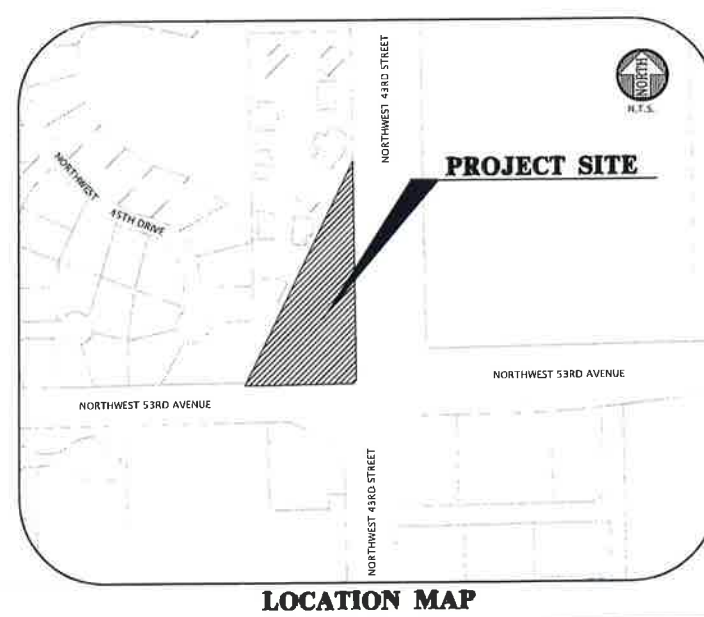 NORTHWEST 43RD STREET
NORTH
N.T.S.
PROJECT SITE
NORTHWEST
45TH DRIVE
NORTHWEST 53RD AVENUE
NORTHWEST 53RD AVENUE
NORTHWEST 43RD STREET
LOCATION MAP